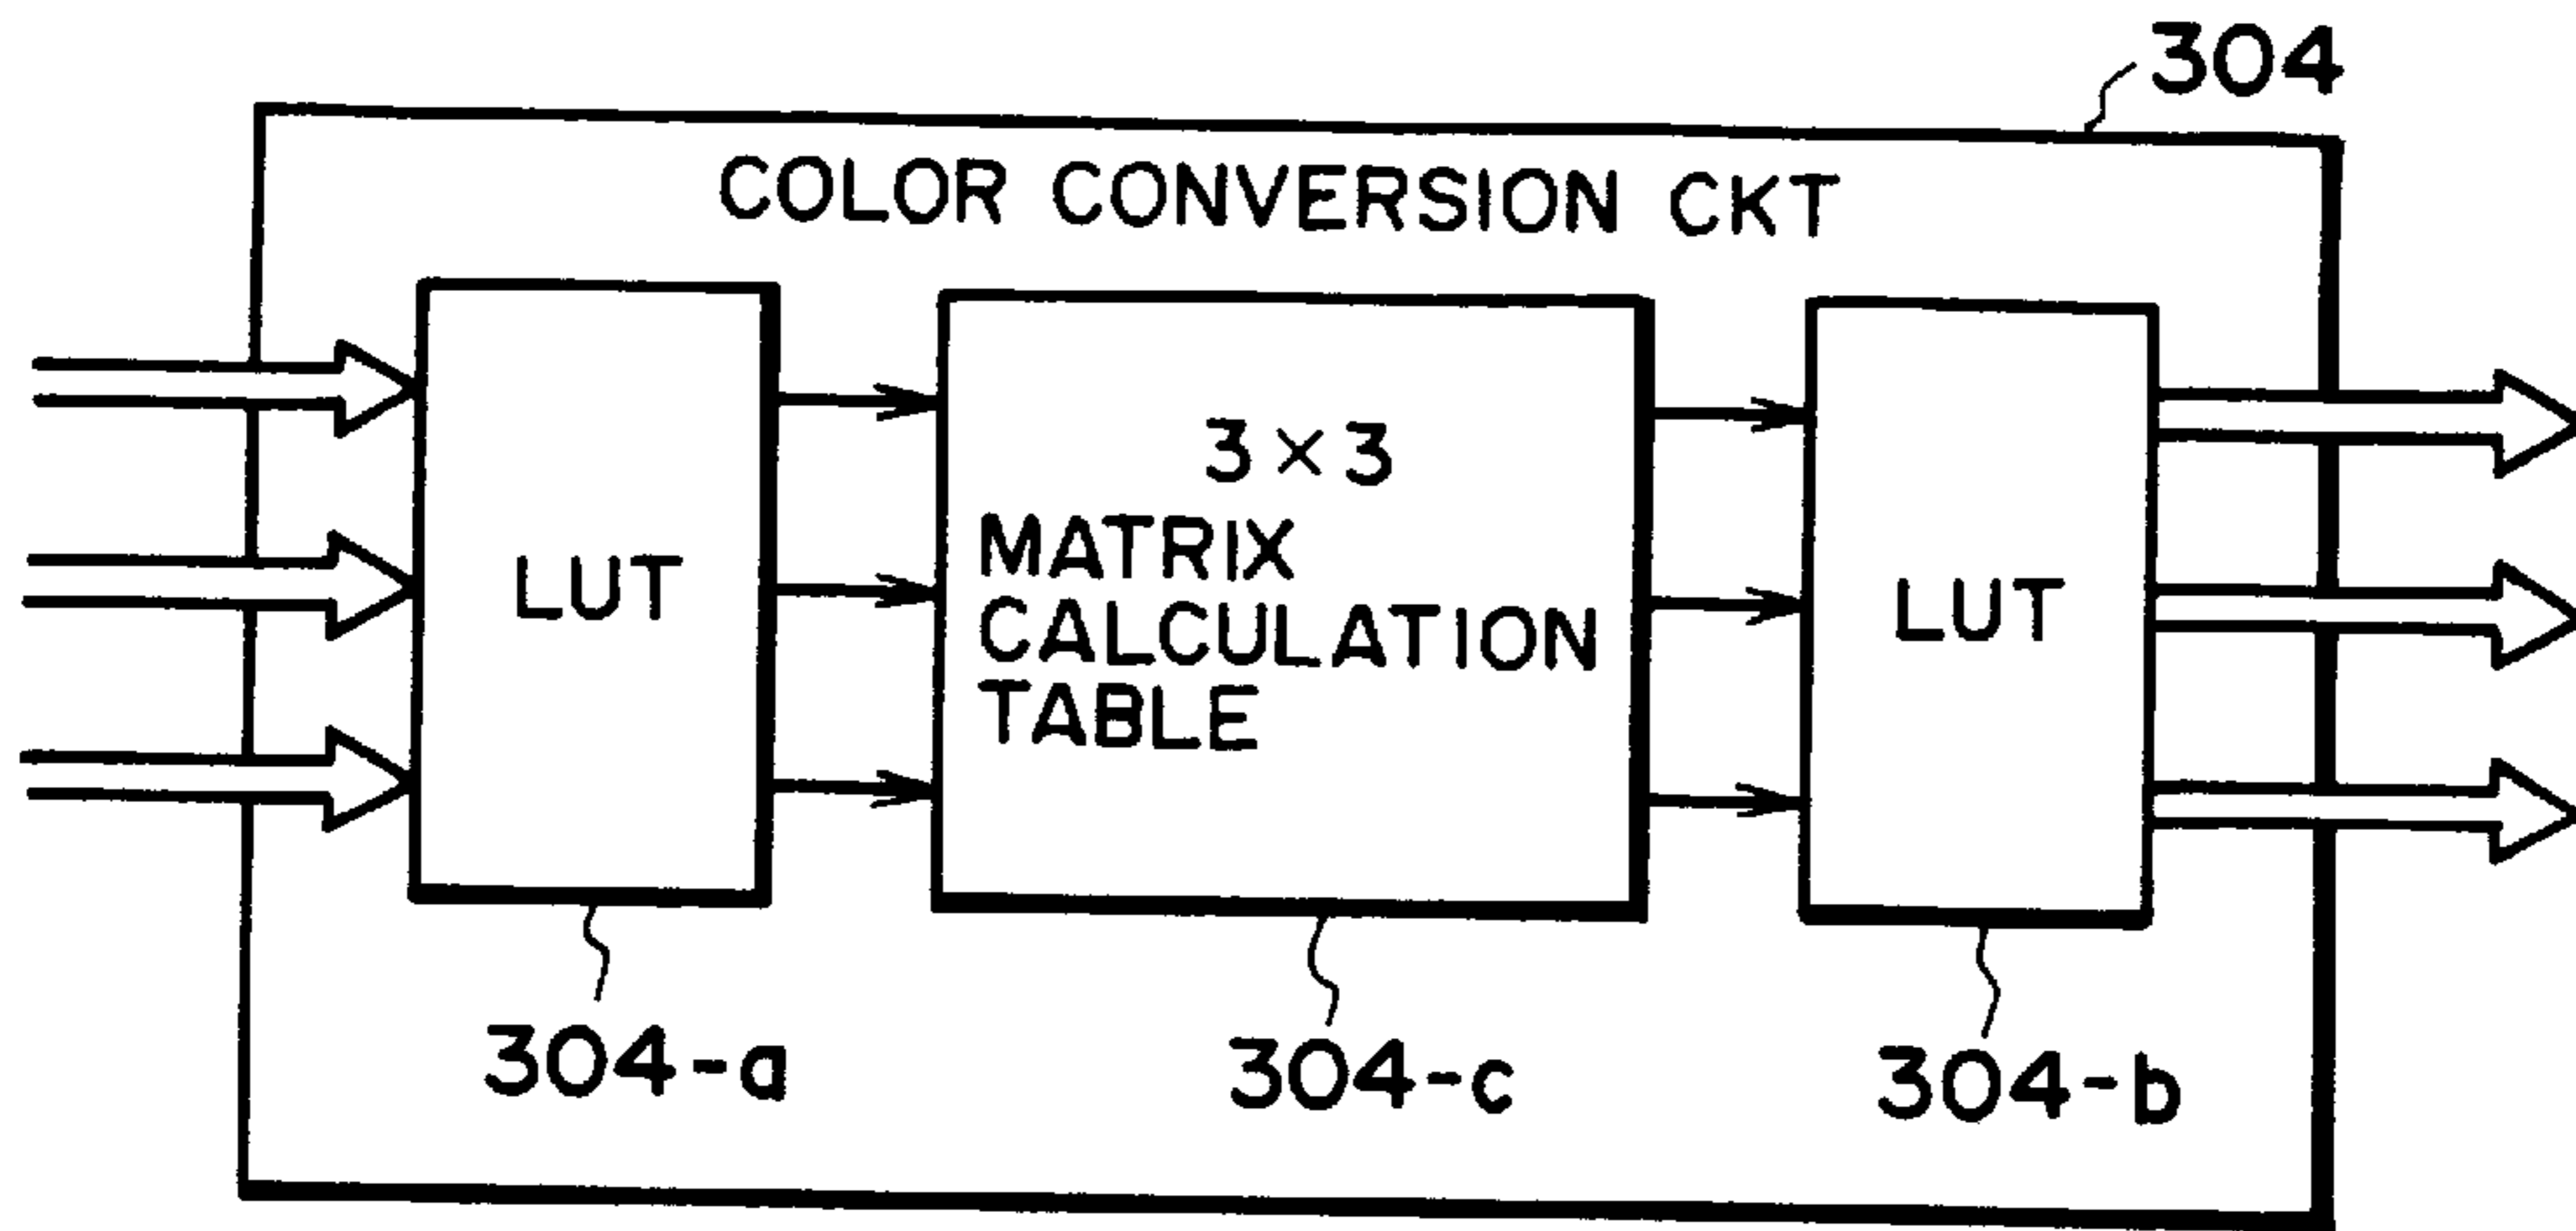 304
COLOR CONVERSION CKT
LUT
3×3
MATRIX
CALCULATION
TABLE
LUT
304-a
304-c
304-b